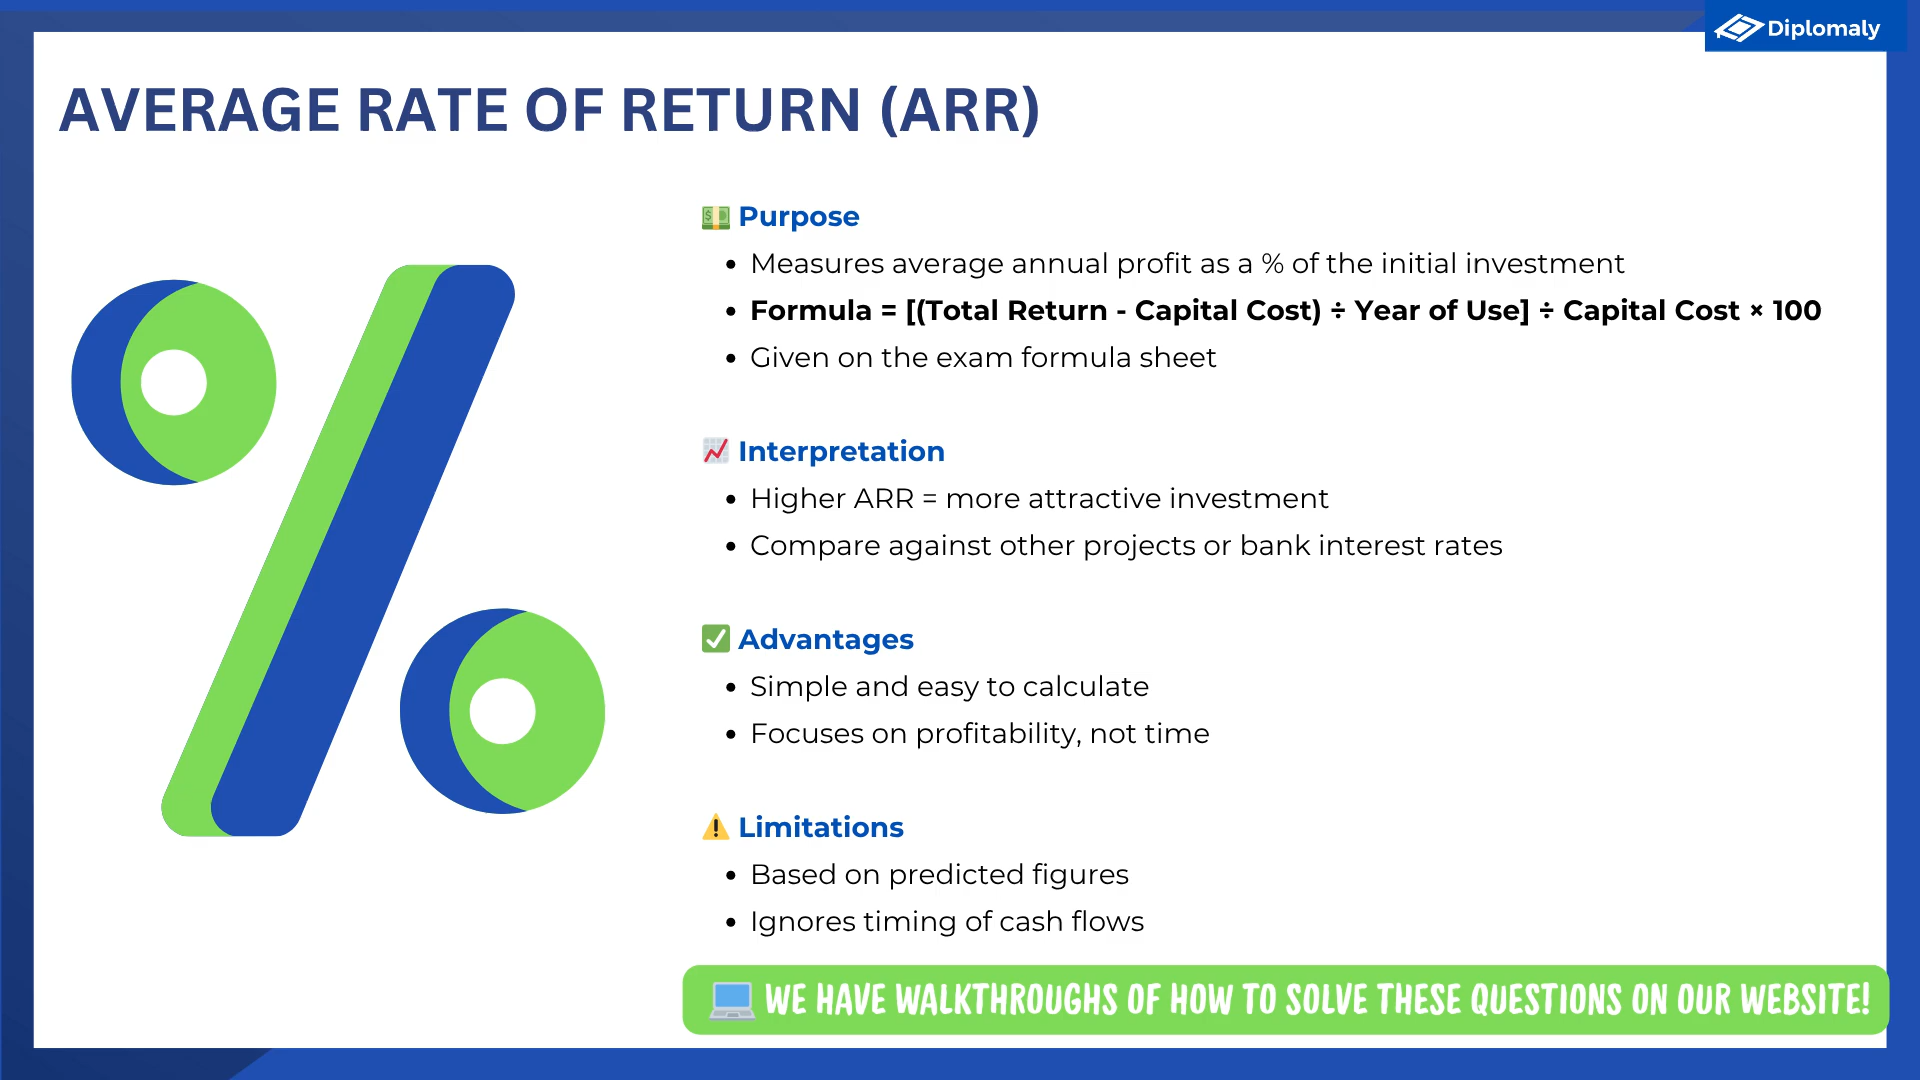 Diplomaly
AVERAGE RATE OF RETURN (ARR)
Purpose
• Measures average annual profit as a % of the initial investment
• Formula = [(Total Return - Capital Cost) ÷ Year of Use] ÷ Capital Cost × 100
• Given on the exam formula sheet
Interpretation
• Higher ARR = more attractive investment
• Compare against other projects or bank interest rates
Advantages
• Simple and easy to calculate
• Focuses on profitability, not time
Limitations
• Based on predicted figures
• Ignores timing of cash flows
WE HAVE WALKTHROUGHS OF HOW TO SOLVE THESE QUESTIONS ON OUR WEBSITE!